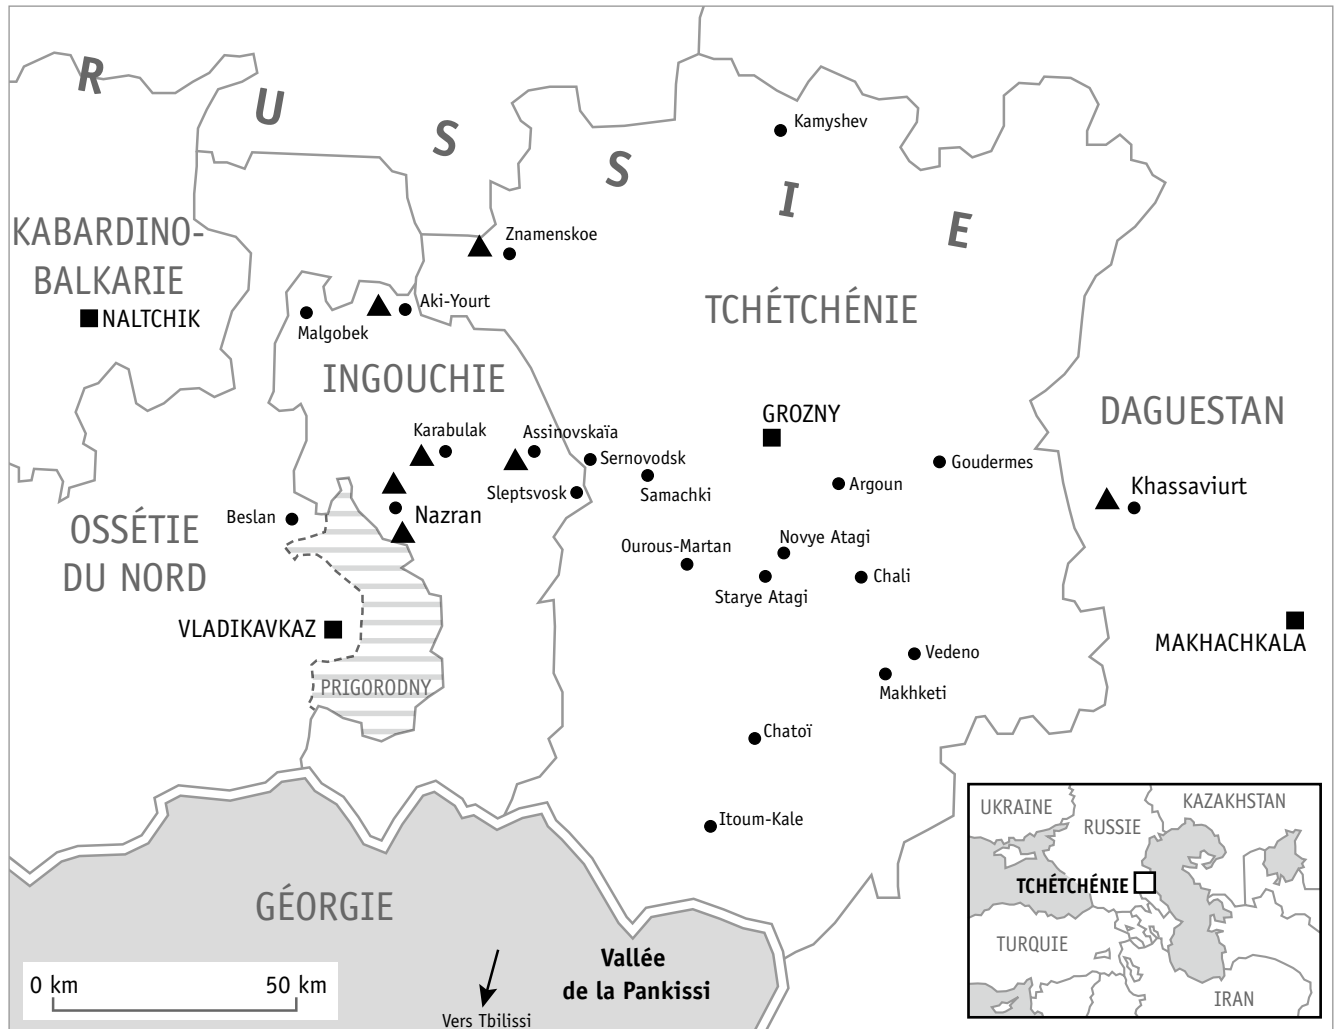 RUSSIE
Kamyshev
KABARDINO-
BALKARIE
NALTCHIK
Znamenskoe
Aki-Yourt
Malgobek
TCHÉTCHÉNIE
INGOUCHIE
GROZNY
DAGUESTAN
Karabulak
Assinovskaïa
Sernovodsk
Samachki
Sleptsvosk
Goudermes
Argoun
Khassaviurt
Nazran
Beslan
OSSÉTIE
DU NORD
Ourous-Martan
Novye Atagi
Starye Atagi
Chali
VLADIKAVKAZ
MAKHACHKALA
Vedeno
Makhketi
PRIGORODNY
Chatoï
Itoum-Kale
GÉORGIE
Vallée
de la Pankissi
Vers Tbilissi
0 km 50 km
UKRAINE
KAZAKHSTAN
RUSSIE
TCHÉTCHÉNIE
TURQUIE
IRAN